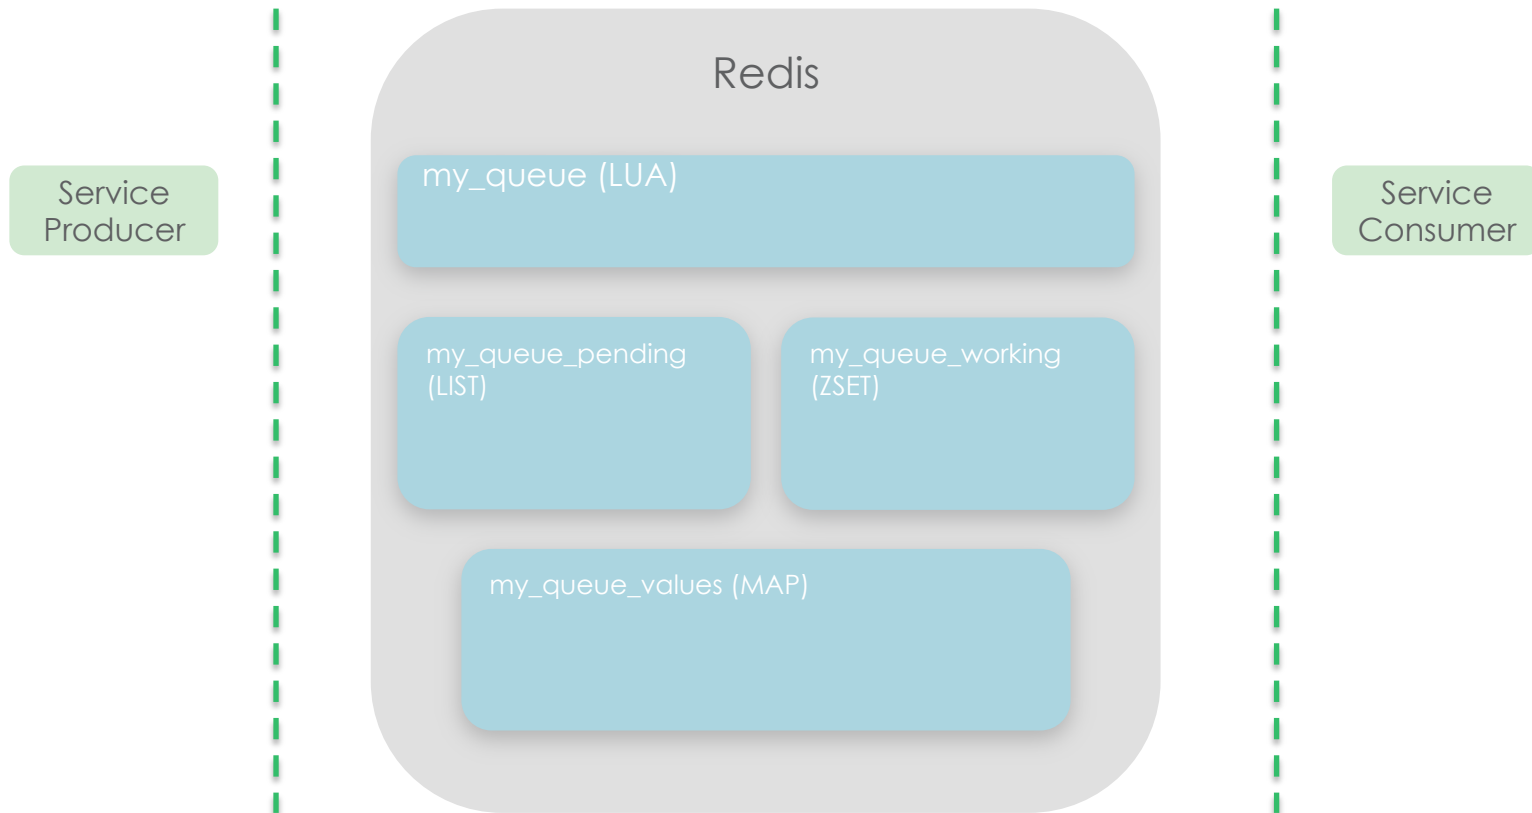 Redis
my_queue (LUA)
Service
Producer
Service
Consumer
my_queue_pending
(LIST)
my_queue_working
(ZSET)
my_queue_values (MAP)